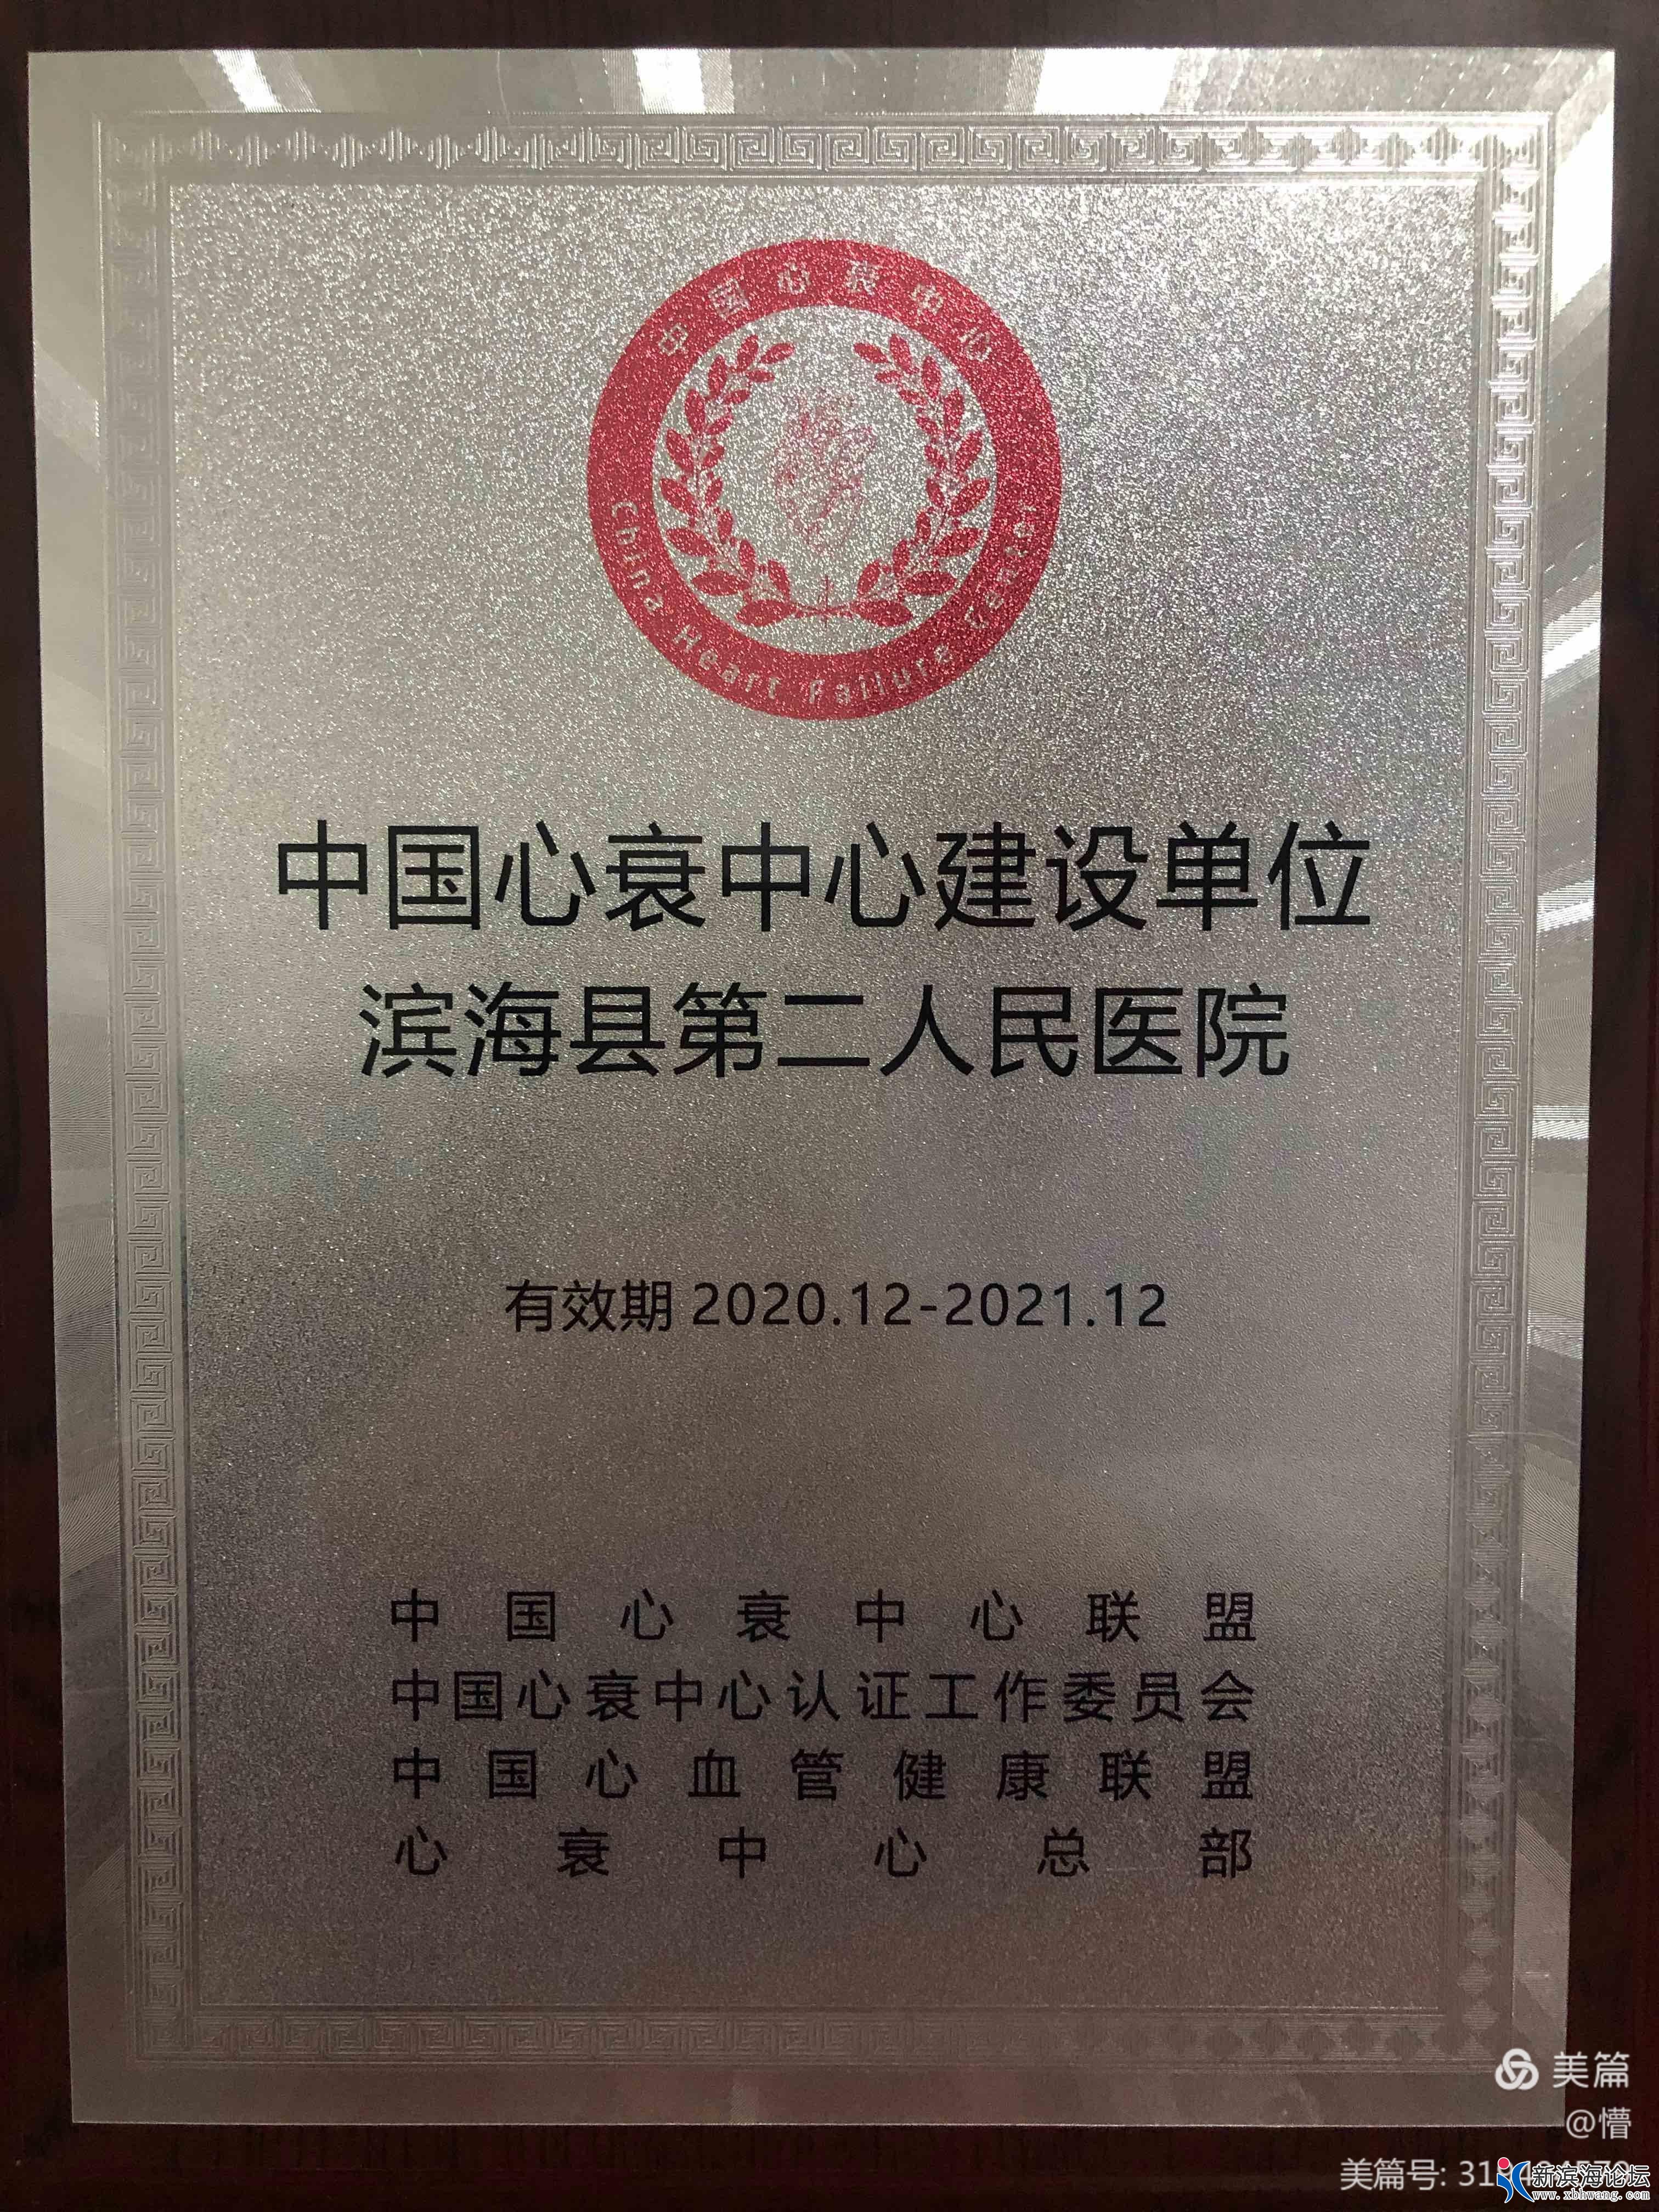 中国心衰中心
China Heart Failure Center
中国心衰中心建设单位
滨海县第二人民医院
有效期 2020.12-2021.12
中国心衰中心联盟
中国心衰中心认证工作委员会
中国心血管健康联盟
心衰中心总部
美篇
@懵
美篇号:
新滨海论坛
www.xbhwang.com